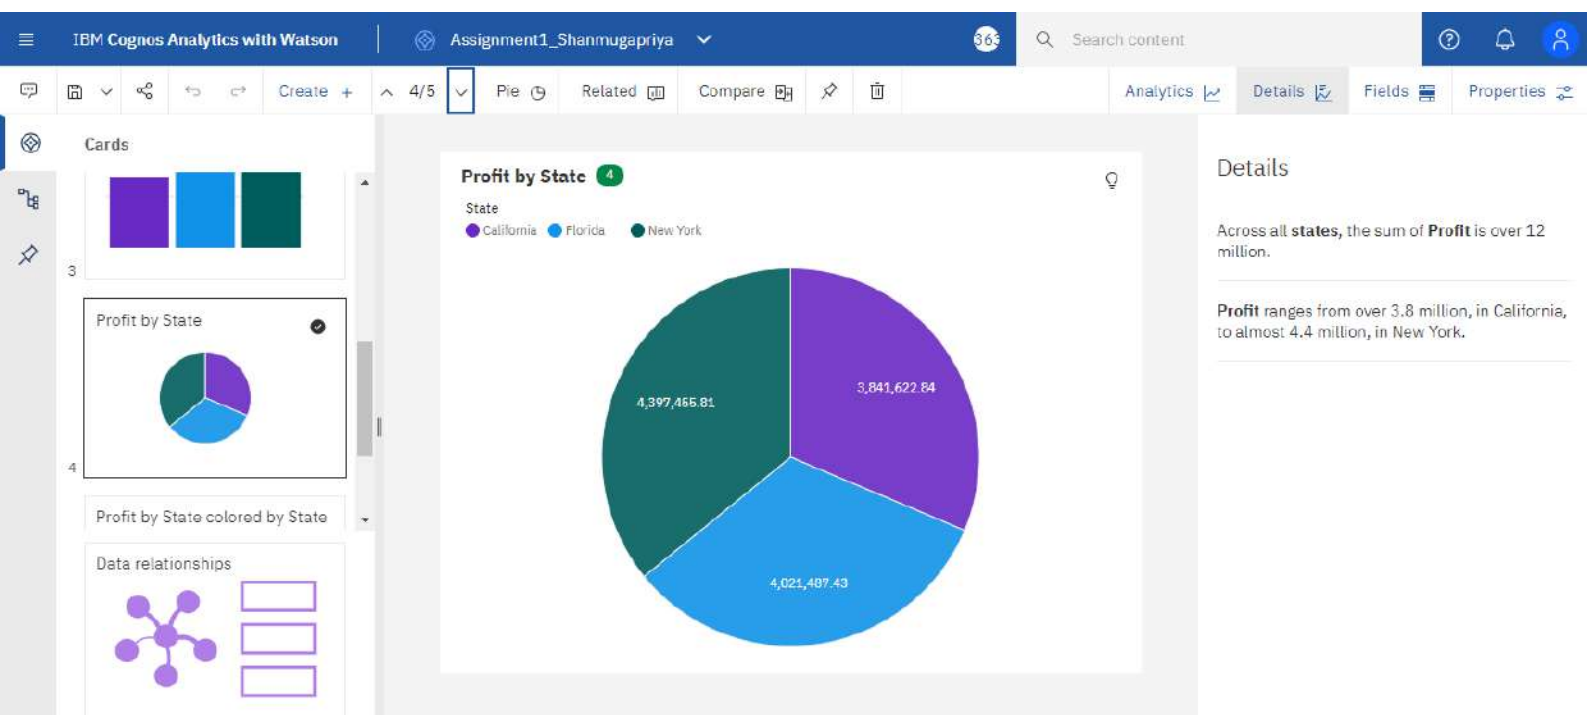 IBM Cognos Analytics with Watson
Assignment1_Shanmugapriya
363
Search content
Create +
4/5
Pie
Related
Compare
Analytics
Details
Fields
Properties
Cards
3
Profit by State
4
Profit by State colored by State
Data relationships
Profit by State 4
State
California Florida New York
3,841,622.84
4,397,466.81
4,021,487.43
Details
Across all states, the sum of Profit is over 12
million.
Profit ranges from over 3.8 million, in California,
to almost 4.4 million, in New York.